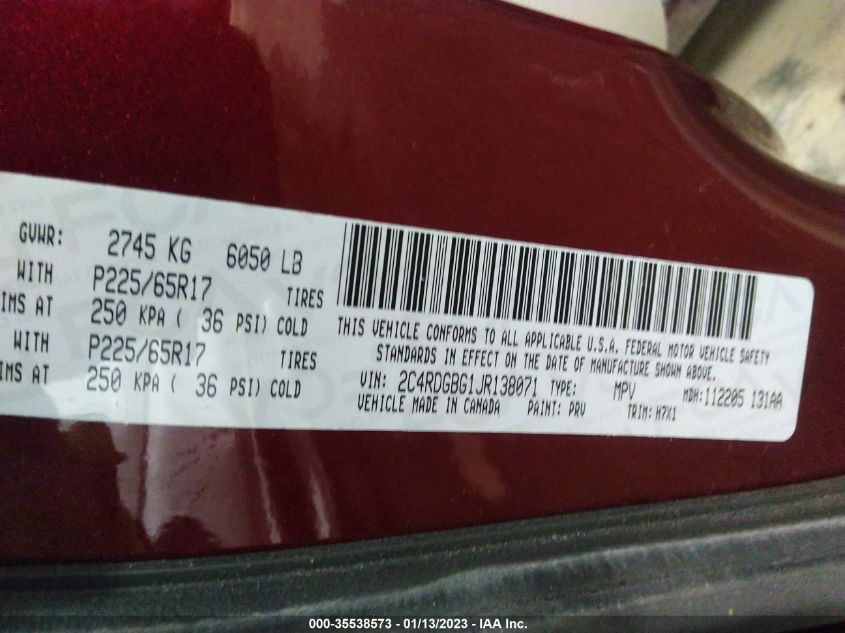 GVWR: 2745 KG 6050 LB
WITH P225/65R17 TIRES
IMS AT 250 KPA ( 36 PSI) COLD
WITH P225/65R17 TIRES
IMS AT 250 KPA ( 36 PSI) COLD
THIS VEHICLE CONFORMS TO ALL APPLICABLE U.S.A. FEDERAL MOTOR VEHICLE SAFETY
STANDARDS IN EFFECT ON THE DATE OF MANUFACTURE SHOWN ABOVE.
VIN: 2C4RDGBG1JR138071 TYPE: MPV MDH:112205 131AA
VEHICLE MADE IN CANADA PAINT: PRV TRIM: H7X1
000-35538573 - 01/13/2023 - IAA Inc.